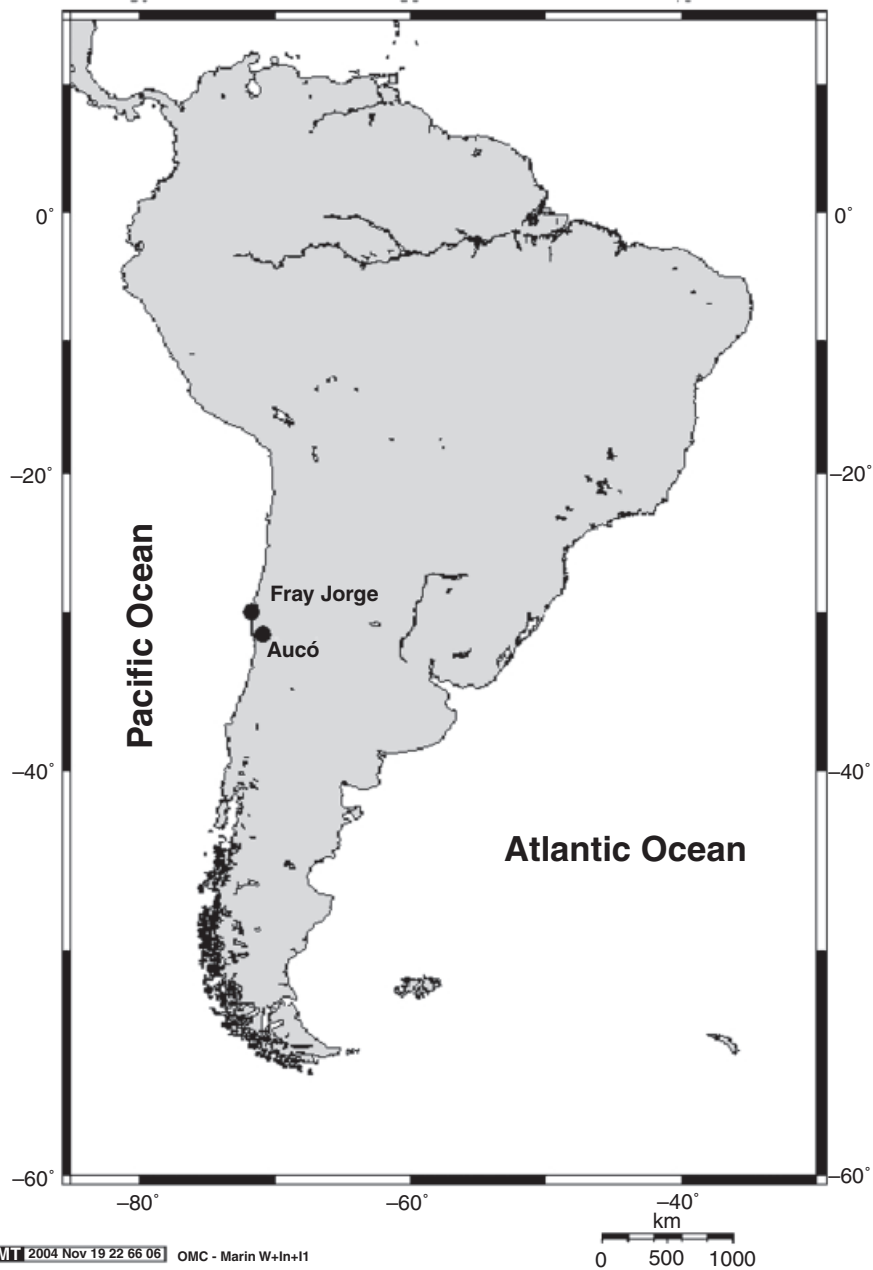 0° 0°
–20° –20°
Pacific Ocean
Fray Jorge
Aucó
–40° –40°
Atlantic Ocean
–60° –60°
–80° –60° –40°
km
MT 2004 Nov 19 22 66 06 OMC - Marin W+In+I1
0 500 1000